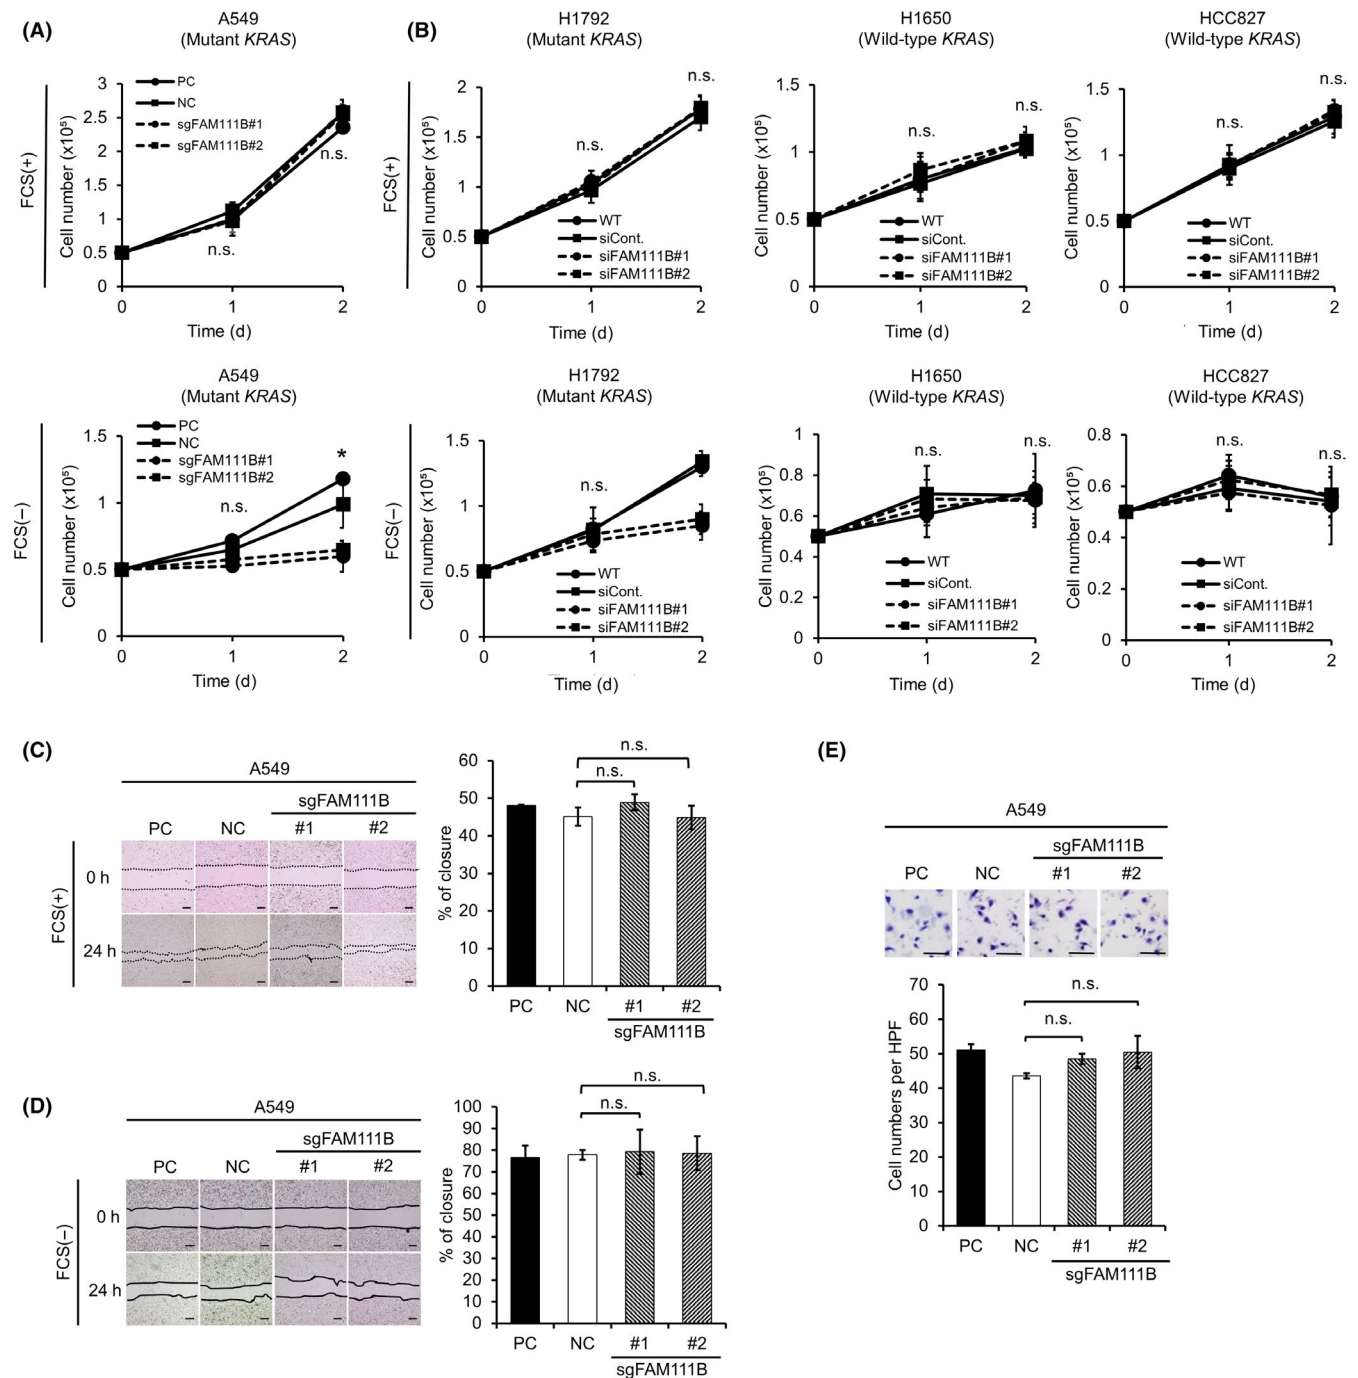 (A)
A549
(Mutant KRAS)
FCS(+)
Cell number (x10⁵)
3
2.5
2
1.5
1
0.5
0
PC
NC
sgFAM111B#1
sgFAM111B#2
n.s.
n.s.
0
1
2
Time (d)
(B)
H1792
(Mutant KRAS)
FCS(+)
Cell number (x10⁵)
2
1.5
1
0.5
0
n.s.
n.s.
WT
siCont.
siFAM111B#1
siFAM111B#2
0
1
2
Time (d)
H1650
(Wild-type KRAS)
Cell number (x10⁵)
1.5
1
0.5
0
n.s.
n.s.
WT
siCont.
siFAM111B#1
siFAM111B#2
0
1
2
Time (d)
HCC827
(Wild-type KRAS)
Cell number (x10⁵)
1.5
1
0.5
0
n.s.
n.s.
WT
siCont.
siFAM111B#1
siFAM111B#2
0
1
2
Time (d)
A549
(Mutant KRAS)
FCS(−)
Cell number (x10⁵)
1.5
1
0.5
0
PC
NC
sgFAM111B#1
sgFAM111B#2
n.s.
*
0
1
2
Time (d)
H1792
(Mutant KRAS)
FCS(−)
Cell number (x10⁵)
1.5
1
0.5
0
n.s.
WT
siCont.
siFAM111B#1
siFAM111B#2
0
1
2
Time (d)
H1650
(Wild-type KRAS)
Cell number (x10⁵)
1
0.8
0.6
0.4
0.2
0
n.s.
n.s.
WT
siCont.
siFAM111B#1
siFAM111B#2
0
1
2
Time (d)
HCC827
(Wild-type KRAS)
Cell number (x10⁵)
0.8
0.6
0.4
0.2
0
n.s.
n.s.
WT
siCont.
siFAM111B#1
siFAM111B#2
0
1
2
Time (d)
(C)
A549
sgFAM111B
PC
NC
#1
#2
FCS(+)
0 h
24 h
% of closure
60
50
40
30
20
10
0
n.s.
n.s.
PC
NC
#1
#2
sgFAM111B
(D)
A549
sgFAM111B
PC
NC
#1
#2
FCS(−)
0 h
24 h
% of closure
100
90
80
70
60
50
40
30
20
10
0
n.s.
n.s.
PC
NC
#1
#2
sgFAM111B
(E)
A549
sgFAM111B
PC
NC
#1
#2
Cell numbers per HPF
70
60
50
40
30
20
10
0
n.s.
n.s.
PC
NC
#1
#2
sgFAM111B